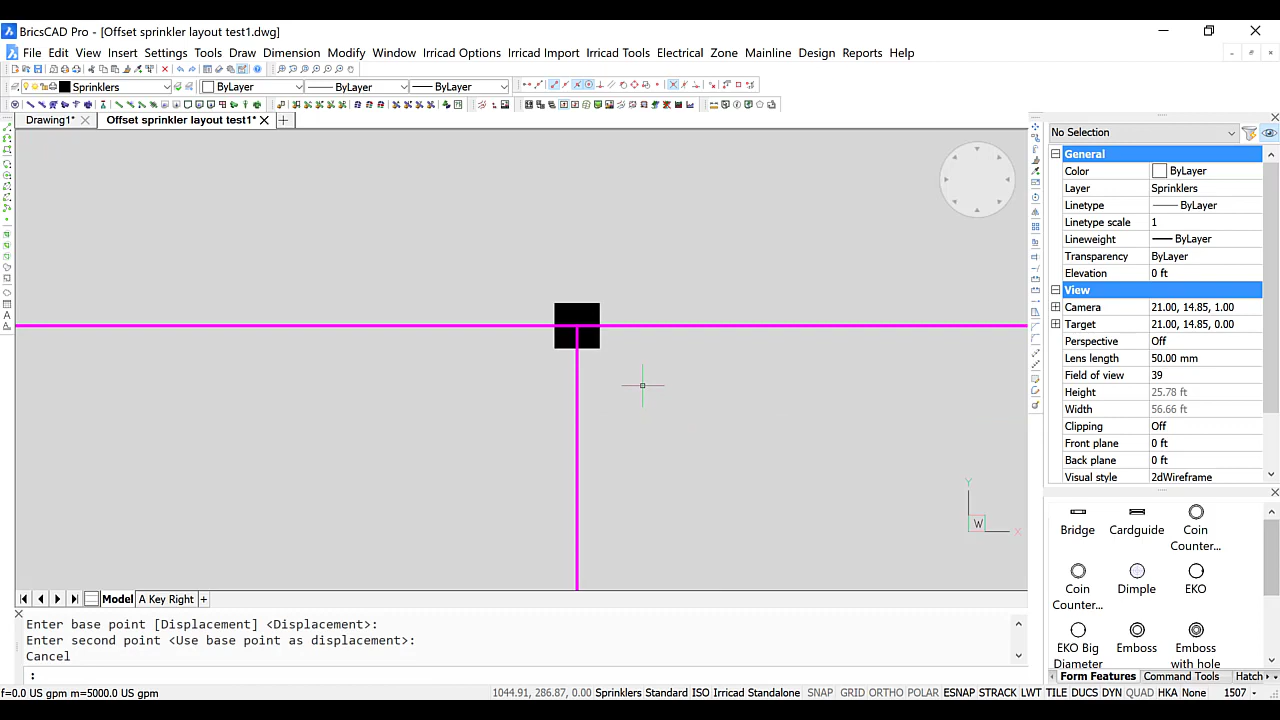 BricsCAD Pro - [Offset sprinkler layout test1.dwg]
File Edit View Insert Settings Tools Draw Dimension Modify Window Irricad Options Irricad Import Irricad Tools Electrical Zone Mainline Design Reports Help
Sprinklers ByLayer ByLayer ByLayer
Drawing1* Offset sprinkler layout test1*
No Selection
General
Color ByLayer
Layer Sprinklers
Linetype ByLayer
Linetype scale 1
Lineweight ByLayer
Transparency ByLayer
Elevation 0 ft
View
Camera 21.00, 14.85, 1.00
Target 21.00, 14.85, 0.00
Perspective Off
Lens length 50.00 mm
Field of view 39
Height 25.78 ft
Width 56.66 ft
Clipping Off
Front plane 0 ft
Back plane 0 ft
Visual style 2dWireframe
Y
W
X
Bridge Cardguide Coin Counter...
Coin Counter... Dimple EKO
EKO Big Diameter Emboss Emboss with hole
Form Features Command Tools Hatch
Model A Key Right +
Enter base point [Displacement] <Displacement>:
Enter second point <Use base point as displacement>:
Cancel
:
f=0.0 US gpm m=5000.0 US gpm
1044.91, 286.87, 0.00 Sprinklers Standard ISO Irricad Standalone SNAP GRID ORTHO POLAR ESNAP STRACK LWT TILE DUCS DYN QUAD HKA None 1507